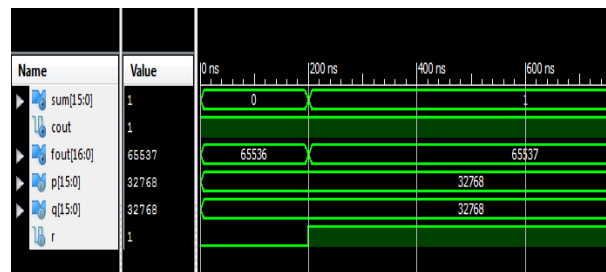 Name Value 0 ns 200 ns 400 ns 600 ns
sum[15:0] 1 0 1
cout 1
fout[16:0] 65537 65536 65537
p[15:0] 32768 32768
q[15:0] 32768 32768
r 1